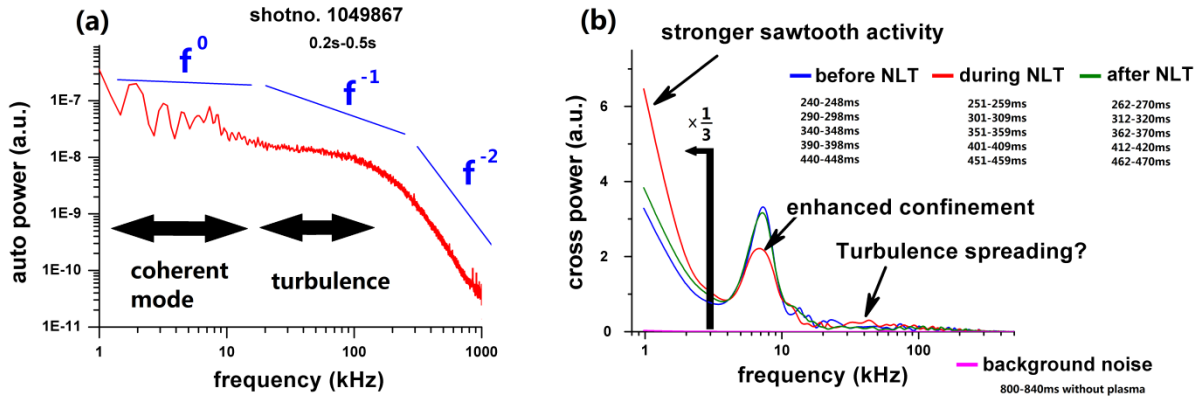 (a)
shotno. 1049867
0.2s-0.5s
f^0
f^-1
f^-2
1E-7
1E-8
1E-9
1E-10
1E-11
auto power (a.u.)
coherent
mode
turbulence
1
10
100
1000
frequency (kHz)
(b)
stronger sawtooth activity
before NLT
during NLT
after NLT
240-248ms
290-298ms
340-348ms
390-398ms
440-448ms
251-259ms
301-309ms
351-359ms
401-409ms
451-459ms
262-270ms
312-320ms
362-370ms
412-420ms
462-470ms
×1/3
enhanced confinement
Turbulence spreading?
6
4
2
0
cross power (a.u.)
1
10
100
frequency (kHz)
background noise
800-840ms without plasma